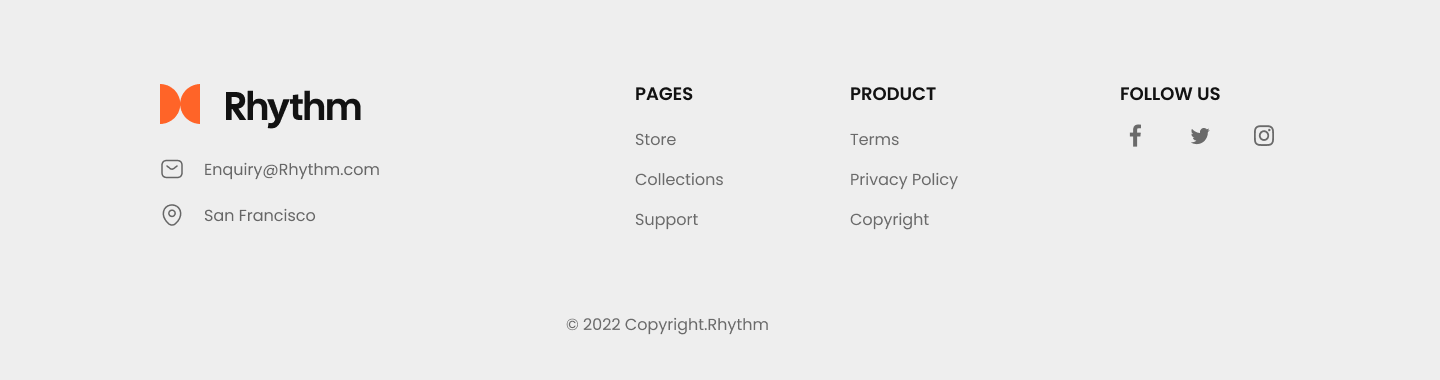 Rhythm
Enquiry@Rhythm.com
San Francisco
PAGES
Store
Collections
Support
PRODUCT
Terms
Privacy Policy
Copyright
FOLLOW US
© 2022 Copyright.Rhythm